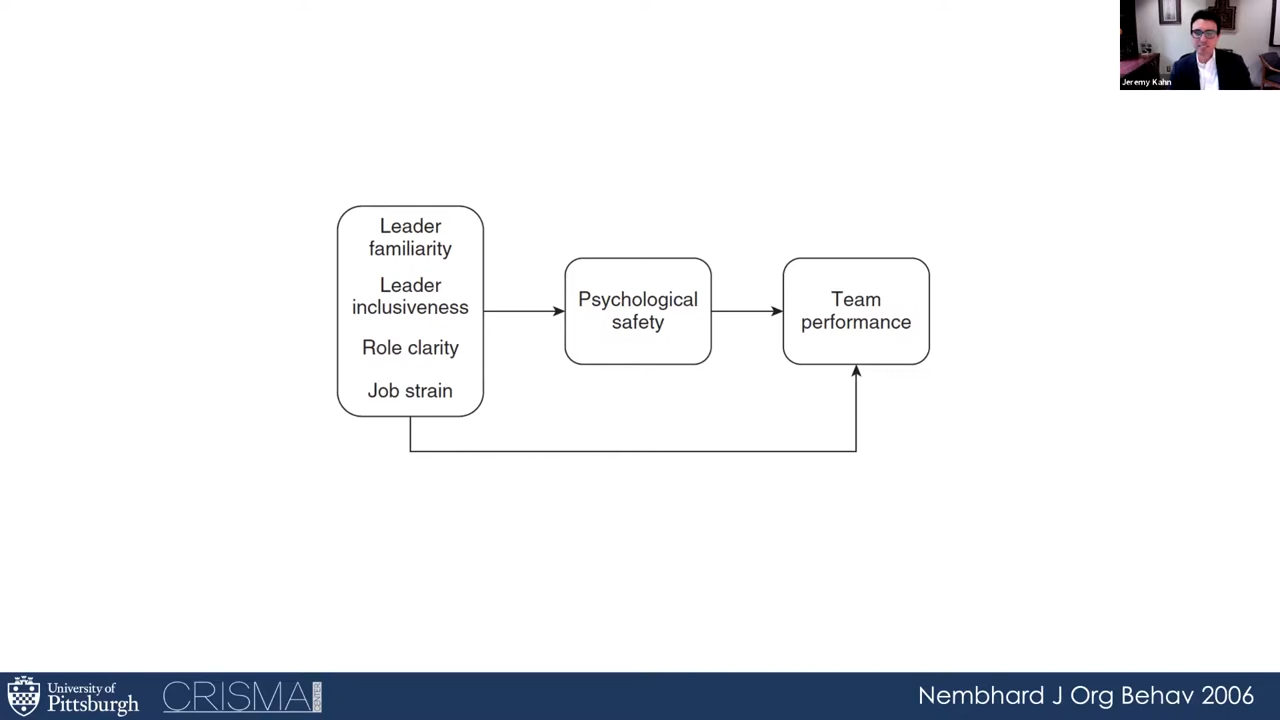 Jeremy Kahn
Leader
familiarity
Leader
inclusiveness
Role clarity
Job strain
Psychological
safety
Team
performance
University of
Pittsburgh
CRISMA
CENTER
Nembhard J Org Behav 2006